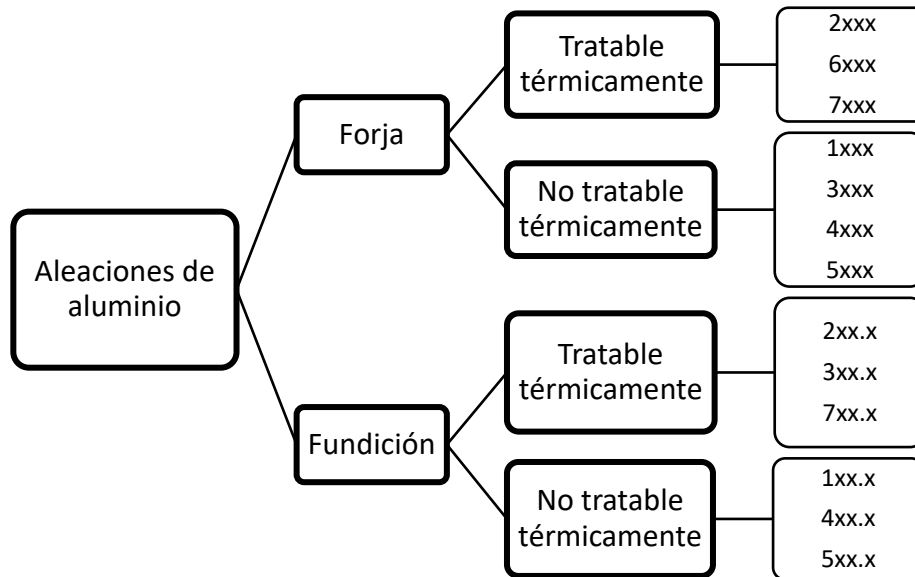 Aleaciones de
aluminio
Forja
Tratable
térmicamente
2xxx
6xxx
7xxx
No tratable
térmicamente
1xxx
3xxx
4xxx
5xxx
Fundición
Tratable
térmicamente
2xx.x
3xx.x
7xx.x
No tratable
térmicamente
1xx.x
4xx.x
5xx.x